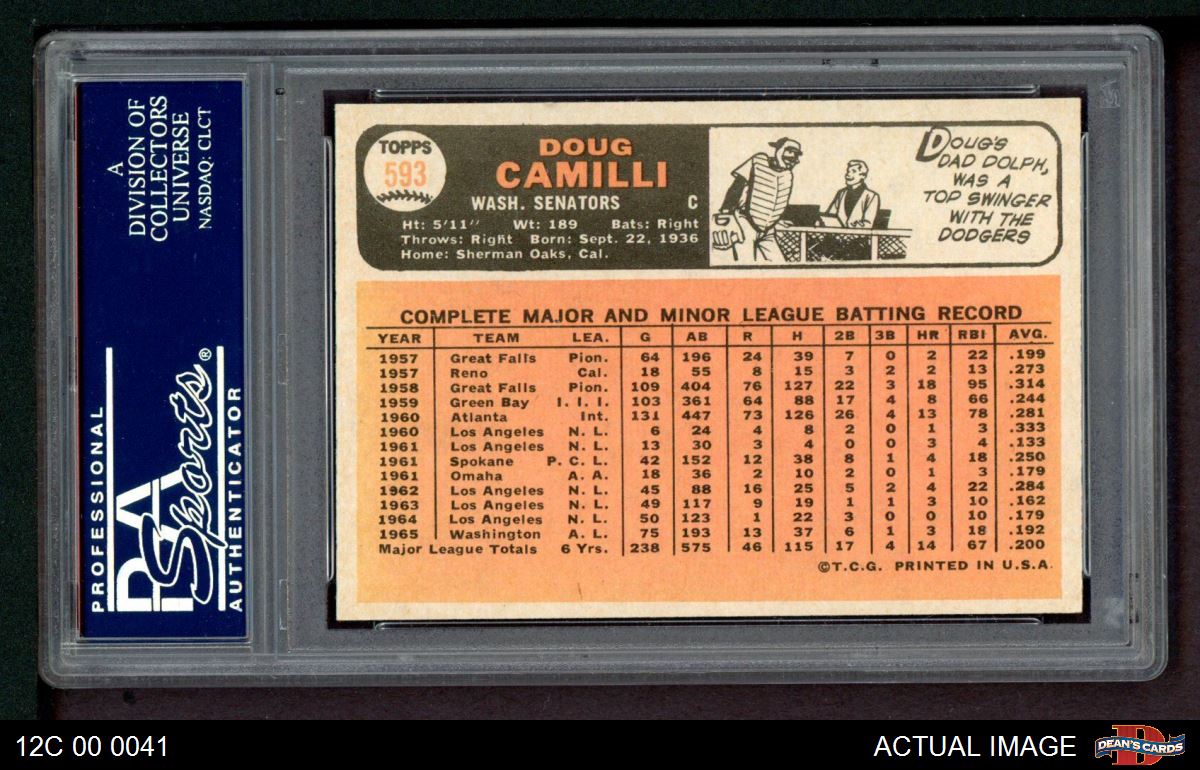 A
DIVISION OF
COLLECTORS
UNIVERSE
NASDAQ: CLCT
PROFESSIONAL
PSA
Sports®
AUTHENTICATOR
TOPPS
593
DOUG
CAMILLI
WASH. SENATORS C
Ht: 5'11" Wt: 189 Bats: Right
Throws: Right Born: Sept. 22, 1936
Home: Sherman Oaks, Cal.
DOUG'S
DAD DOLPH,
WAS A
TOP SWINGER
WITH THE
DODGERS
COMPLETE MAJOR AND MINOR LEAGUE BATTING RECORD
YEAR TEAM LEA. G AB R H 2B 3B HR RBI AVG.
1957 Great Falls Pion. 64 196 24 39 7 0 2 22 .199
1957 Reno Cal. 18 55 8 15 3 2 2 13 .273
1958 Great Falls Pion. 109 404 76 127 22 3 18 95 .314
1959 Green Bay I. I. I. 103 361 64 88 17 4 8 66 .244
1960 Atlanta Int. 131 447 73 126 26 4 13 78 .281
1960 Los Angeles N. L. 6 24 4 8 2 0 1 3 .333
1961 Los Angeles N. L. 13 30 3 4 0 0 3 4 .133
1961 Spokane P. C. L. 42 152 12 38 8 1 4 18 .250
1961 Omaha A. A. 18 36 2 10 2 0 1 3 .179
1962 Los Angeles N. L. 45 88 16 25 5 2 4 22 .284
1963 Los Angeles N. L. 49 117 9 19 1 1 3 10 .162
1964 Los Angeles N. L. 50 123 1 22 3 0 0 10 .179
1965 Washington A. L. 75 193 13 37 6 1 3 18 .192
Major League Totals 6 Yrs. 238 575 46 115 17 4 14 67 .200
©T.C.G. PRINTED IN U.S.A.
12C 00 0041
ACTUAL IMAGE
DEAN'S CARDS